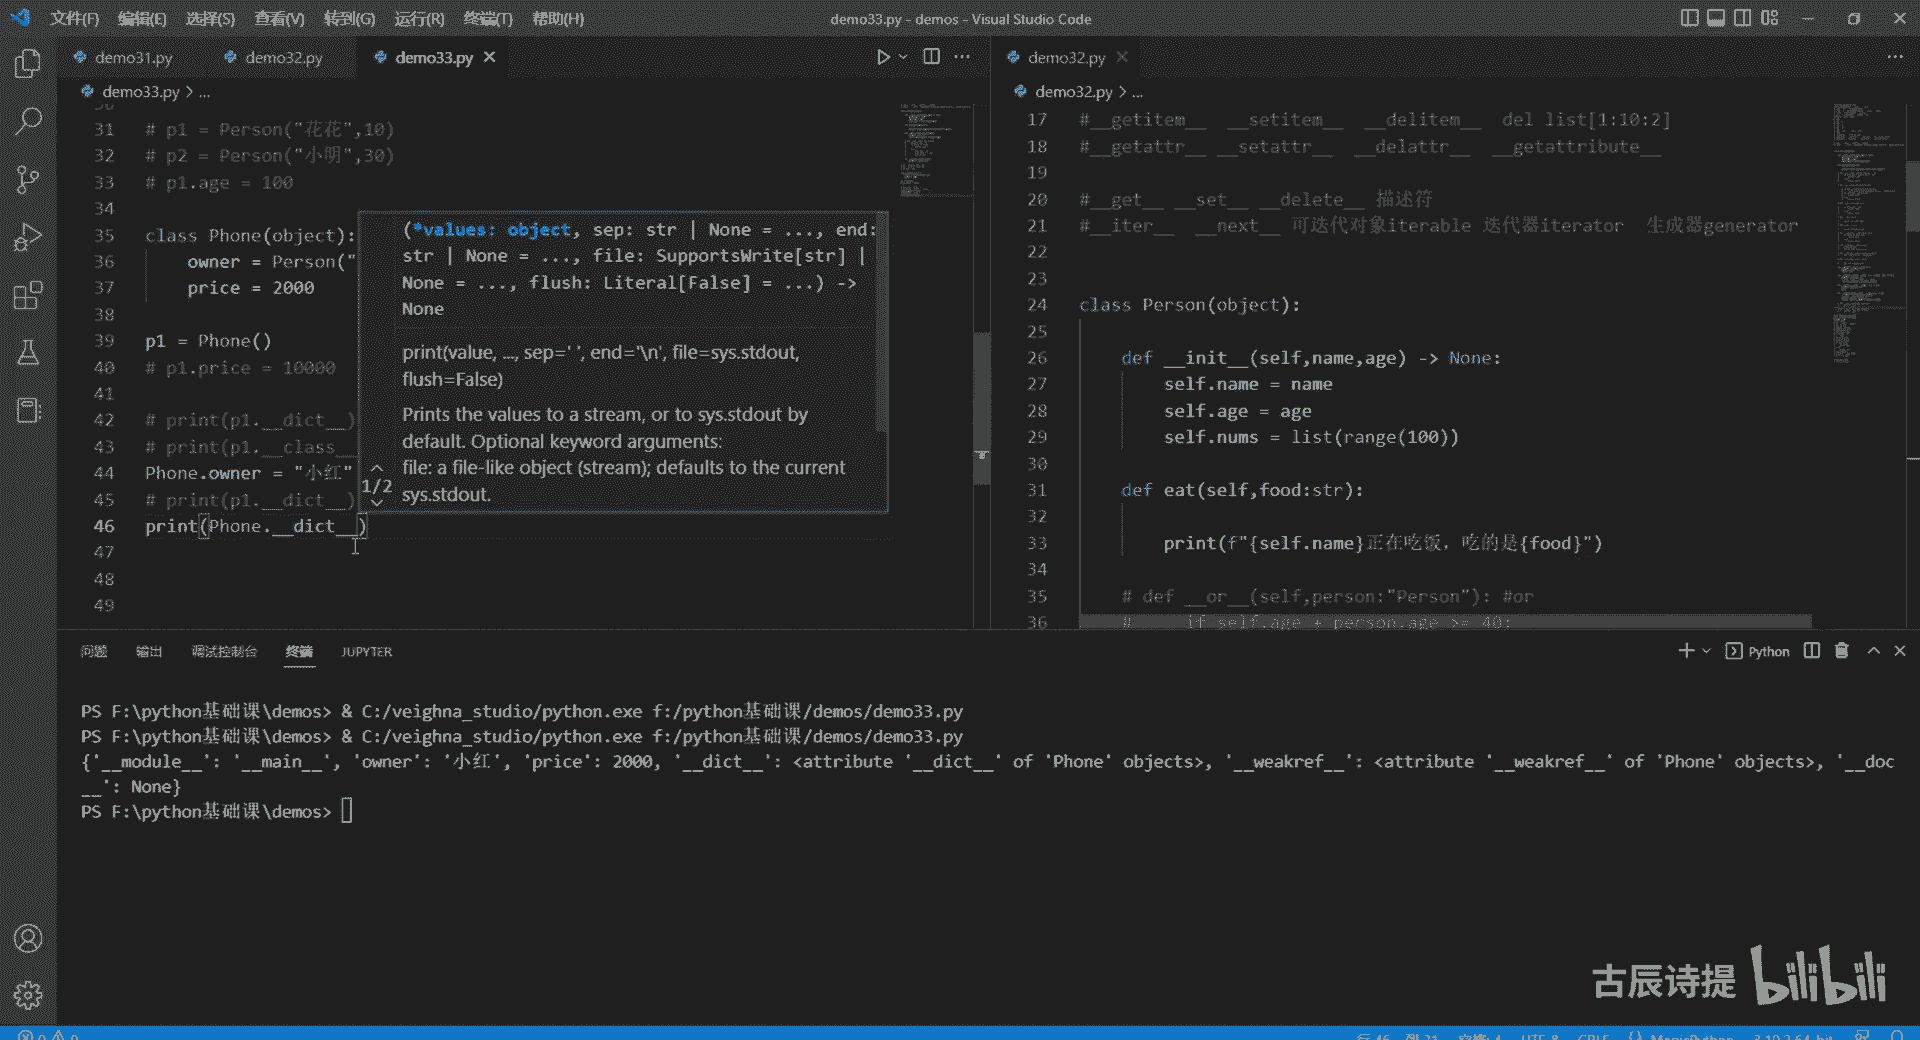 文件(F) 编辑(E) 选择(S) 查看(V) 转到(G) 运行(R) 终端(T) 帮助(H)
demo33.py - demos - Visual Studio Code
demo31.py demo32.py demo33.py
demo33.py > ...
31 # p1 = Person("花花",10)
32 # p2 = Person("小明",30)
33 # p1.age = 100
34
35 class Phone(object):
36 owner = Person("
37 price = 2000
38
39 p1 = Phone()
40 # p1.price = 10000
41
42 # print(p1.__dict__)
43 # print(p1.__class__
44 Phone.owner = "小红"
45 # print(p1.__dict__)
46 print(Phone.__dict__)
47
48
49
(*values: object, sep: str | None = ..., end:
str | None = ..., file: SupportsWrite[str] |
None = ..., flush: Literal[False] = ...) ->
None
print(value, ..., sep=' ', end='\n', file=sys.stdout,
flush=False)
Prints the values to a stream, or to sys.stdout by
default. Optional keyword arguments:
file: a file-like object (stream); defaults to the current
sys.stdout.
1/2
demo32.py
demo32.py > ...
17 #__getitem__ __setitem__ __delitem__ del list[1:10:2]
18 #__getattr__ __setattr__ __delattr__ __getattribute__
19
20 #__get__ __set__ __delete__ 描述符
21 #__iter__ __next__ 可迭代对象iterable 迭代器iterator 生成器generator
22
23
24 class Person(object):
25
26 def __init__(self,name,age) -> None:
27 self.name = name
28 self.age = age
29 self.nums = list(range(100))
30
31 def eat(self,food:str):
32
33 print(f"{self.name}正在吃饭，吃的是{food}")
34
35 # def __or__(self,person:"Person"): #or
36 # if self.age + person.age >= 40:
问题 输出 调试控制台 终端 JUPYTER
Python
PS F:\python基础课\demos> & C:/veighna_studio/python.exe f:/python基础课/demos/demo33.py
PS F:\python基础课\demos> & C:/veighna_studio/python.exe f:/python基础课/demos/demo33.py
{'__module__': '__main__', 'owner': '小红', 'price': 2000, '__dict__': <attribute '__dict__' of 'Phone' objects>, '__weakref__': <attribute '__weakref__' of 'Phone' objects>, '__doc
__': None}
PS F:\python基础课\demos>
古辰诗提 bilibili